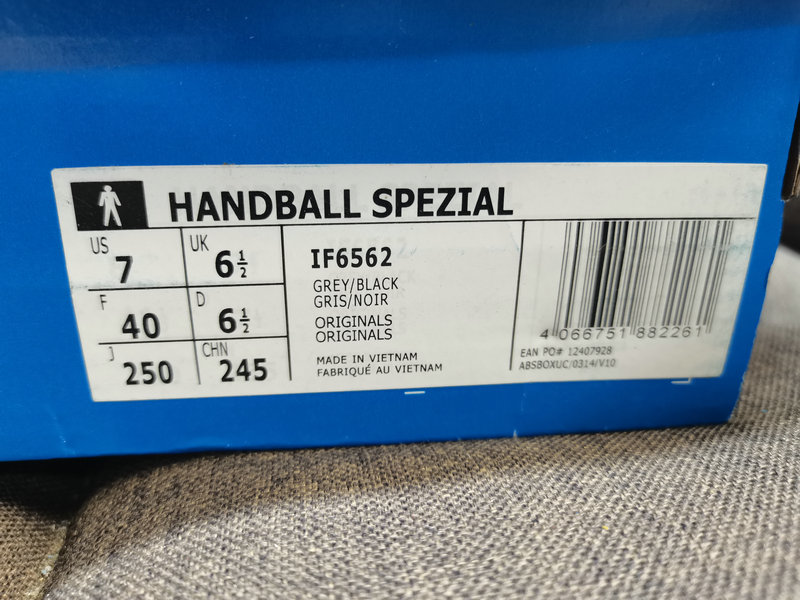 HANDBALL SPEZIAL
US 7
UK 6½
F 40
D 6½
J 250
CHN 245
IF6562
GREY/BLACK
GRIS/NOIR
ORIGINALS
ORIGINALS
MADE IN VIETNAM
FABRIQUÉ AU VIETNAM
4 066751 882261
EAN PO# 12407928
ABSBOXUC/0314/V10